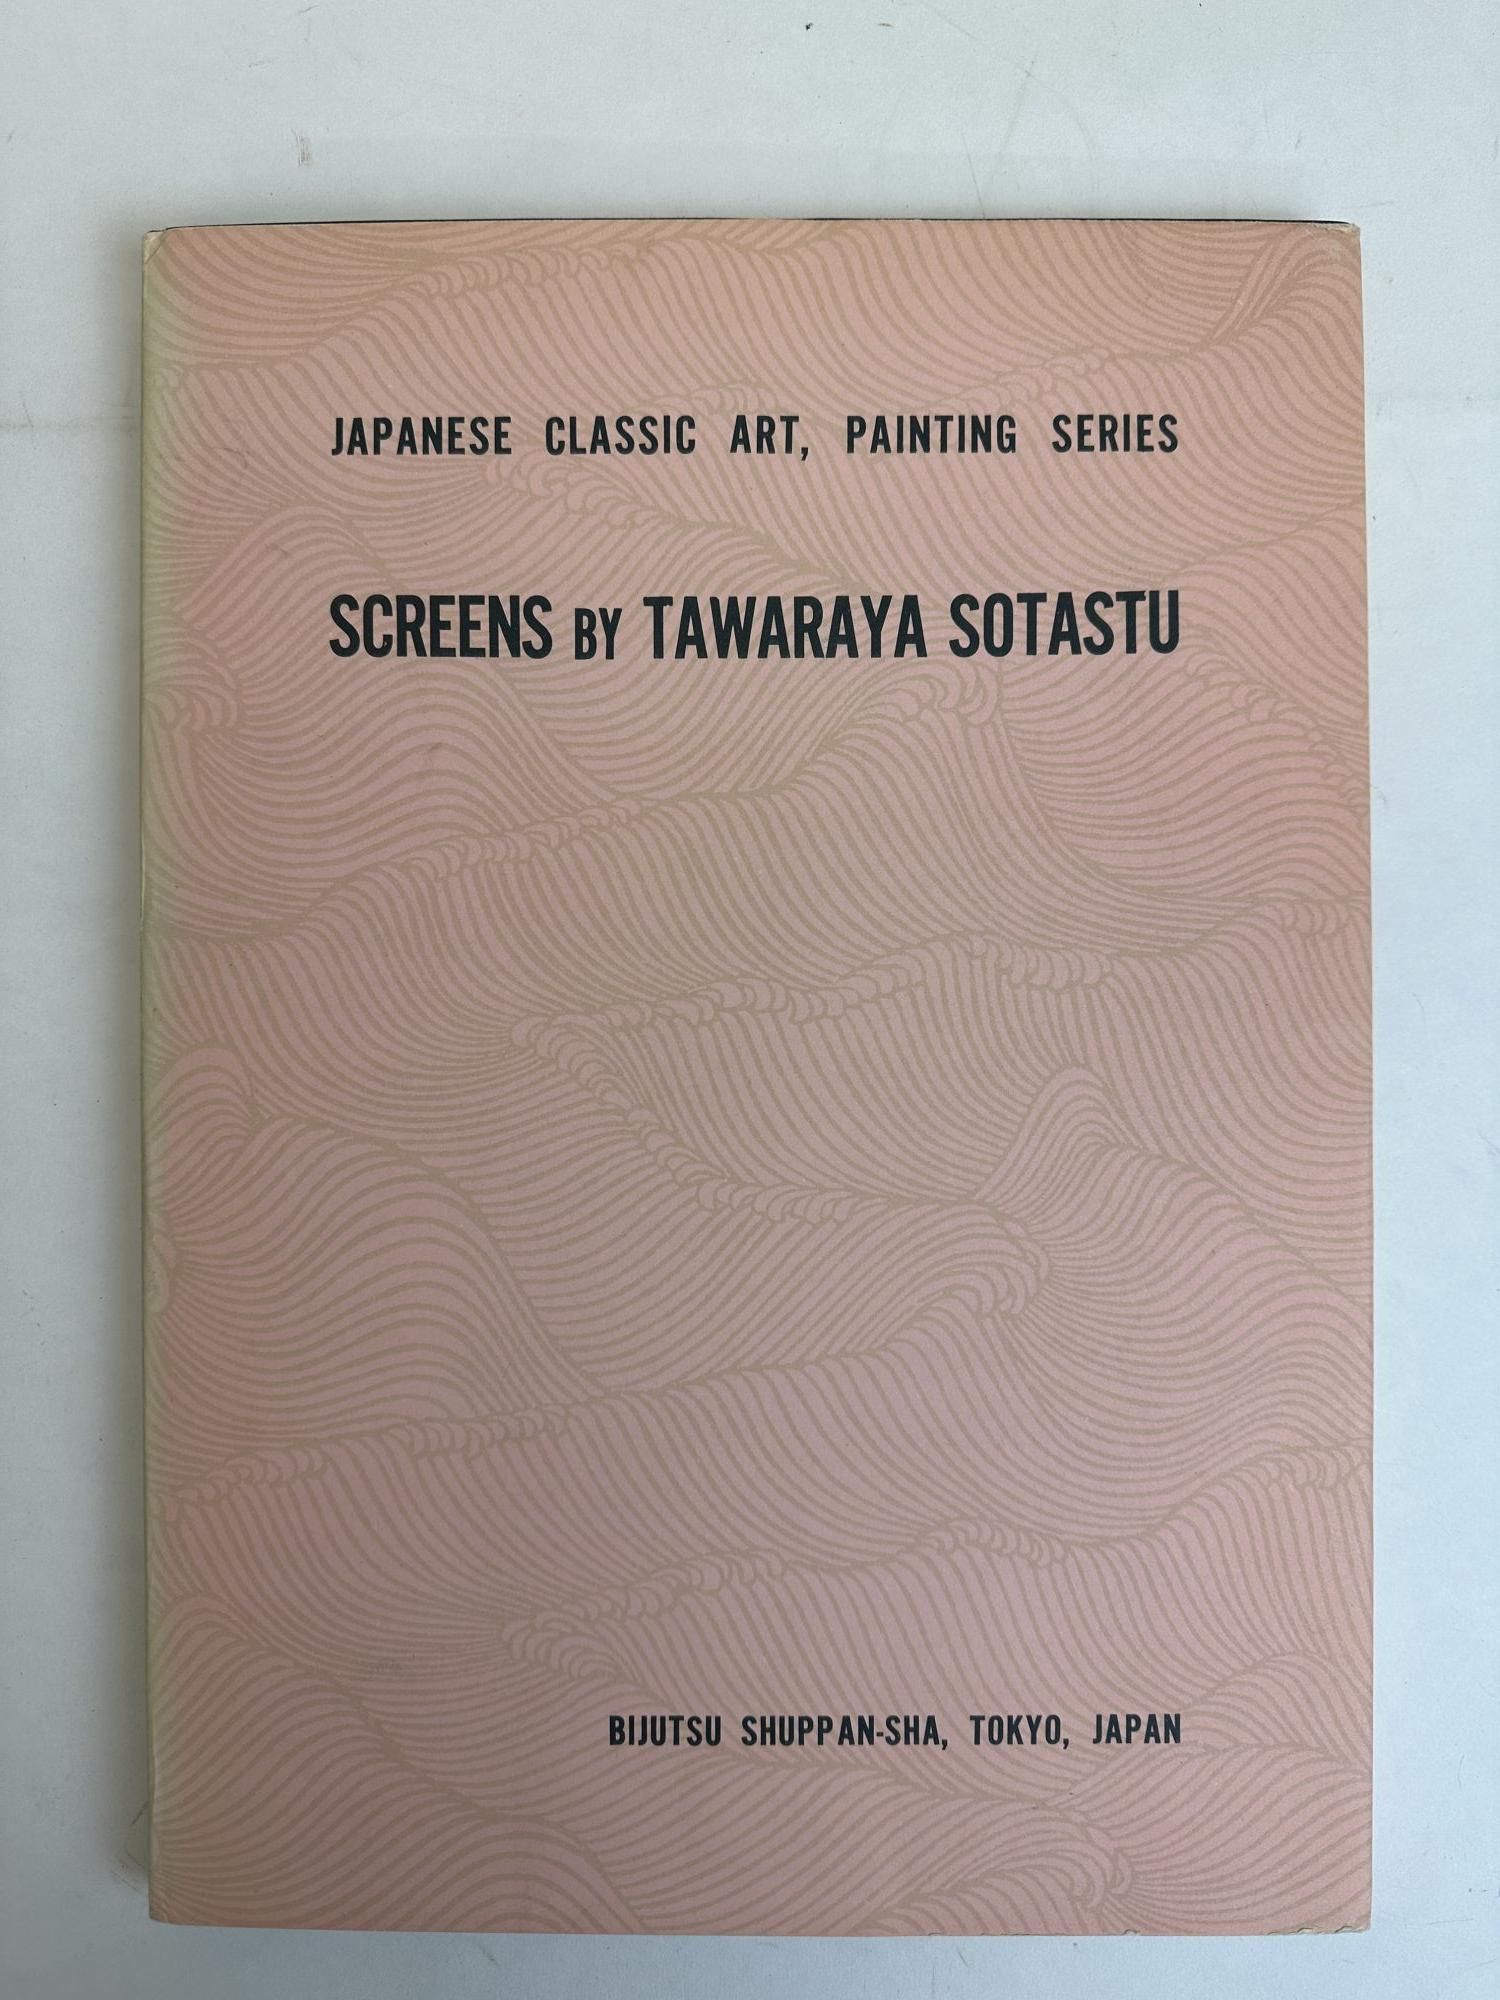 JAPANESE CLASSIC ART, PAINTING SERIES
SCREENS BY TAWARAYA SOTASTU
BIJUTSU SHUPPAN-SHA, TOKYO, JAPAN